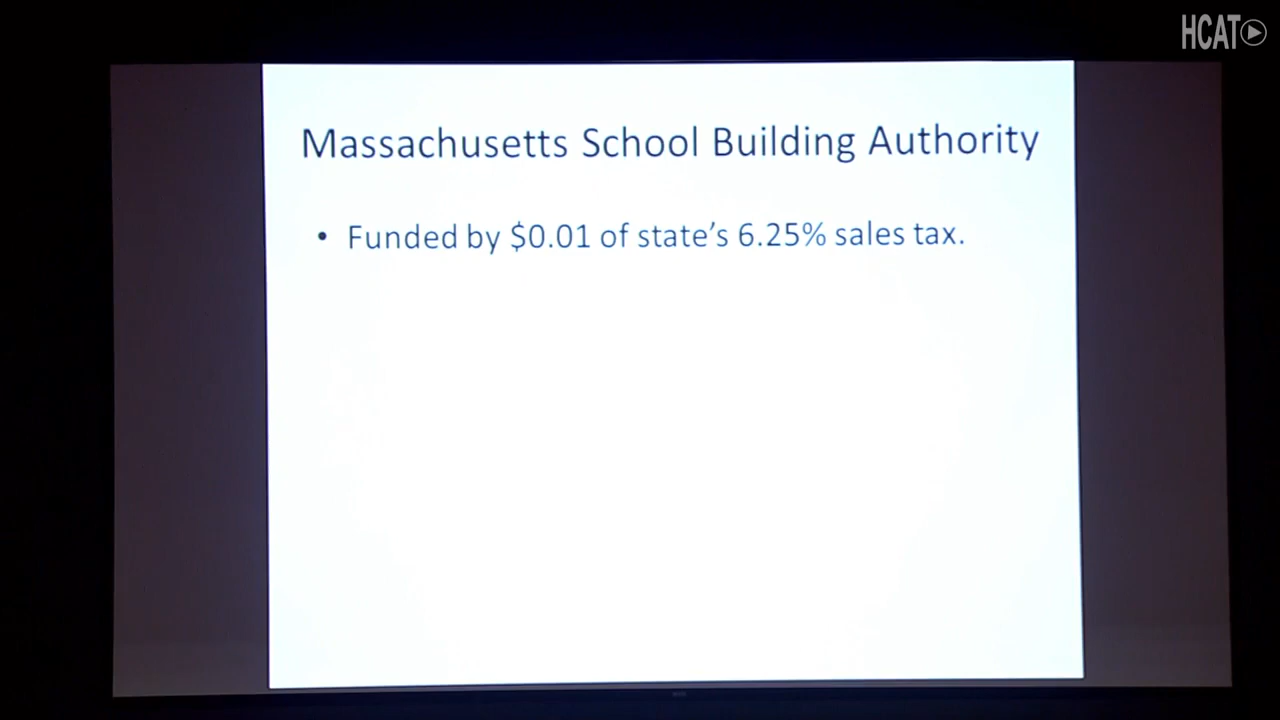 HCAT
Massachusetts School Building Authority
• Funded by $0.01 of state's 6.25% sales tax.